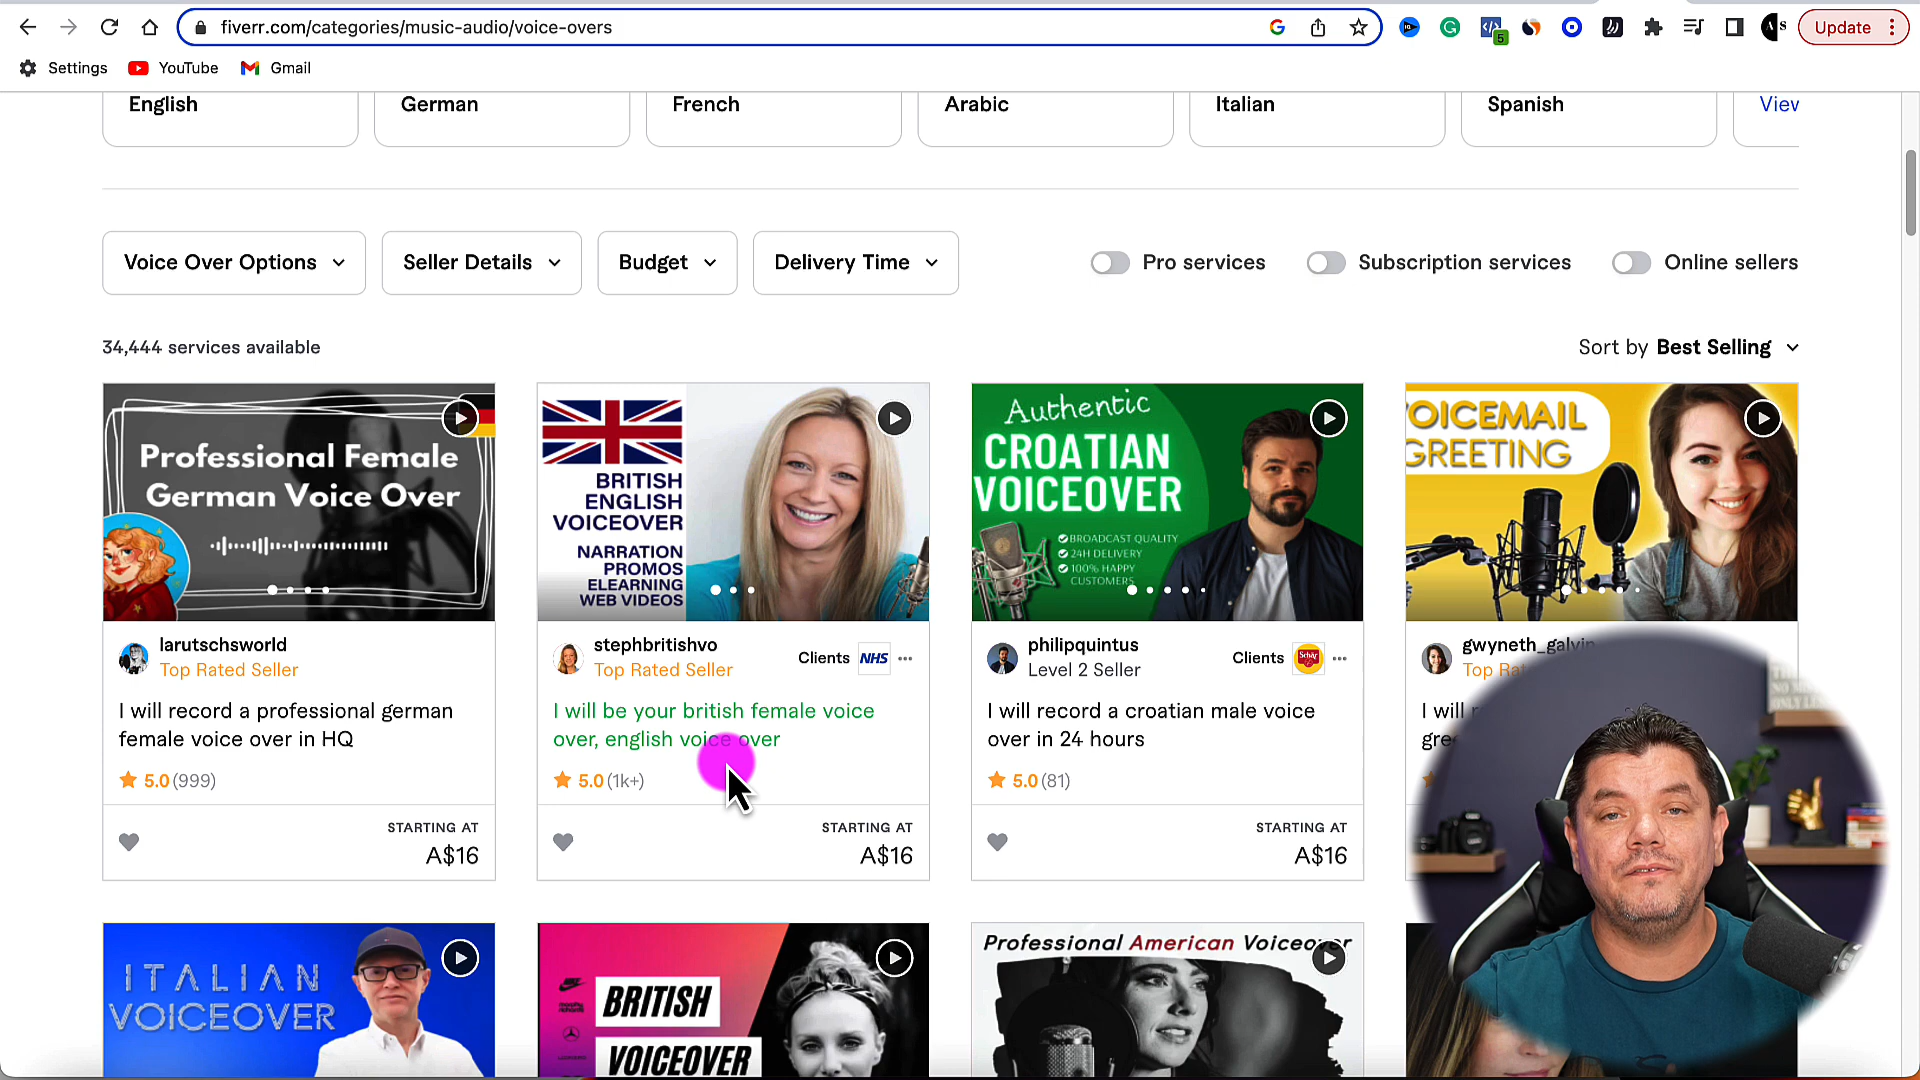 fiverr.com/categories/music-audio/voice-overs
5
A s
Update
Settings
YouTube
Gmail
English
German
French
Arabic
Italian
Spanish
View
Voice Over Options
Seller Details
Budget
Delivery Time
Pro services
Subscription services
Online sellers
34,444 services available
Sort by Best Selling
Professional Female
German Voice Over
BRITISH
ENGLISH
VOICEOVER
NARRATION
PROMOS
ELEARNING
WEB VIDEOS
Authentic
CROATIAN
VOICEOVER
BROADCAST QUALITY
24H DELIVERY
100% HAPPY
CUSTOMERS
OICEMAIL
GREETING
larutschsworld
Top Rated Seller
I will record a professional german
female voice over in HQ
5.0 (999)
STARTING AT
A$16
stephbritishvo
Top Rated Seller
Clients NHS
I will be your british female voice
over, english voice over
5.0 (1k+)
STARTING AT
A$16
philipquintus
Level 2 Seller
Clients Schär
I will record a croatian male voice
over in 24 hours
5.0 (81)
STARTING AT
A$16
gwyneth_galvin
Top Rat
I will r
gre
ITALIAN
VOICEOVER
BRITISH
VOICEOVER
Professional American Voiceover